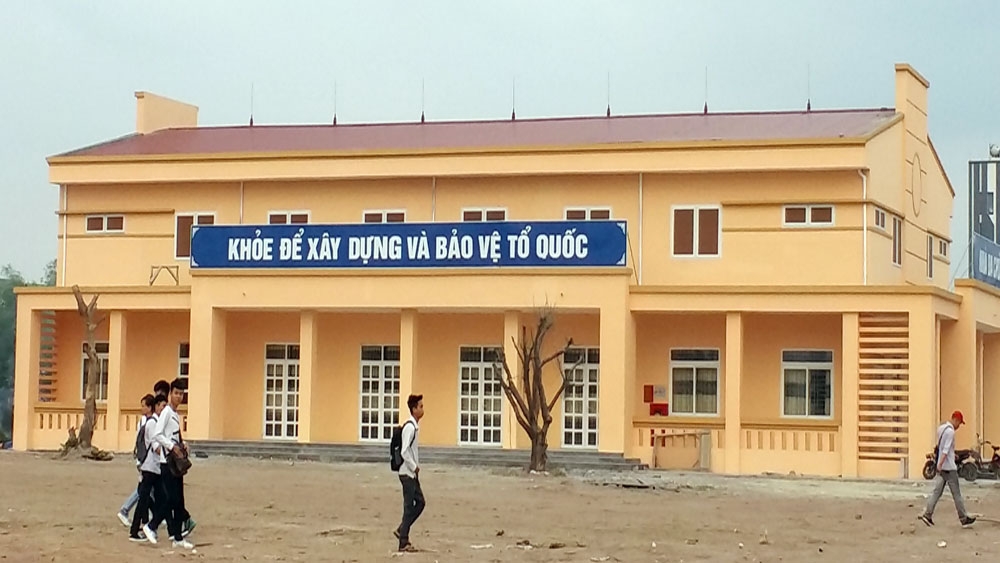 KHỎE ĐỂ XÂY DỰNG VÀ BẢO VỆ TỔ QUỐC